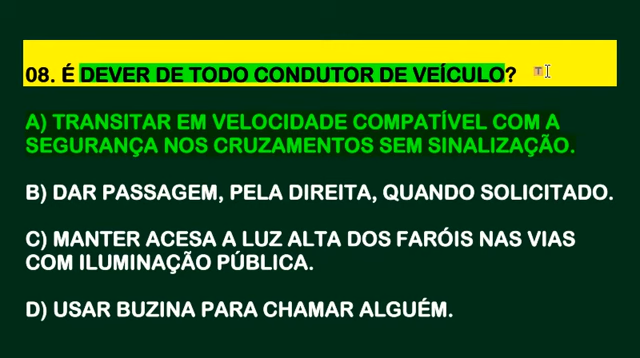 08. É DEVER DE TODO CONDUTOR DE VEÍCULO?
A) TRANSITAR EM VELOCIDADE COMPATÍVEL COM A
SEGURANÇA NOS CRUZAMENTOS SEM SINALIZAÇÃO.
B) DAR PASSAGEM, PELA DIREITA, QUANDO SOLICITADO.
C) MANTER ACESA A LUZ ALTA DOS FARÓIS NAS VIAS
COM ILUMINAÇÃO PÚBLICA.
D) USAR BUZINA PARA CHAMAR ALGUÉM.